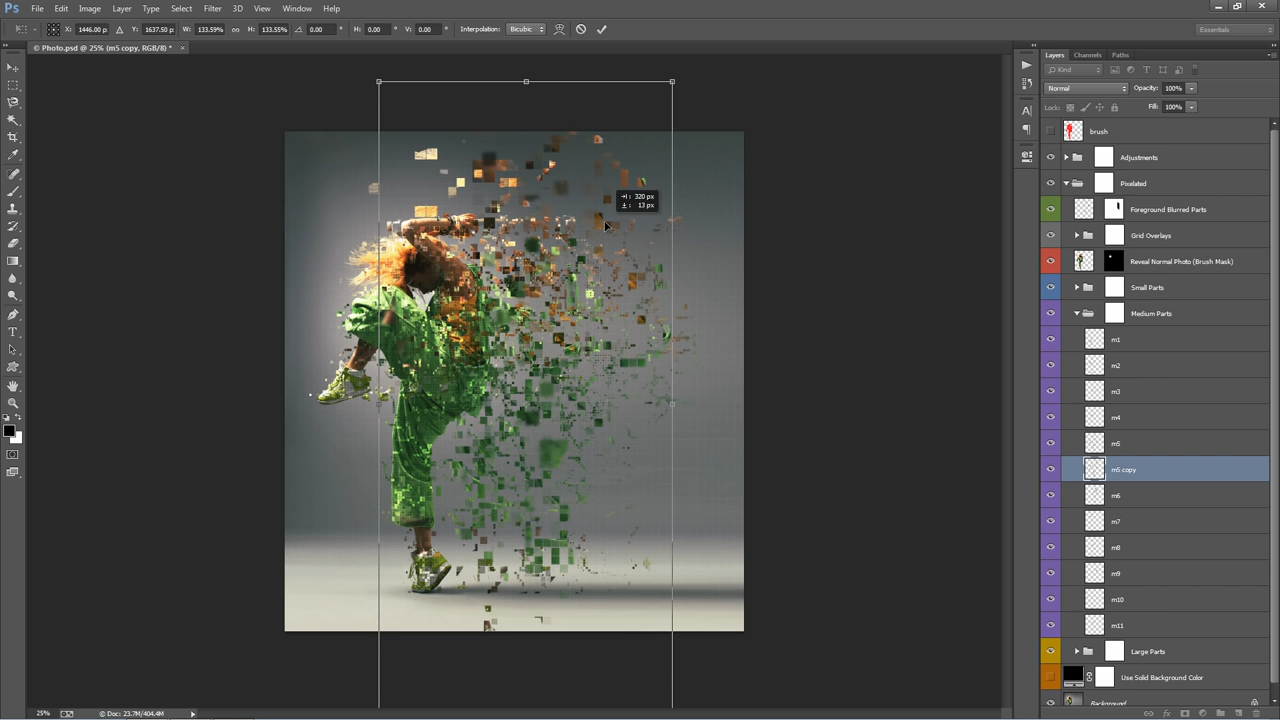 Ps File Edit Image Layer Type Select Filter 3D View Window Help
X: 1446.00 px Y: 1637.50 px W: 133.59% H: 133.55% 0.00 ° H: 0.00 ° V: 0.00 ° Interpolation: Bicubic Essentials
© Photo.psd @ 25% (m5 copy, RGB/8) * ×
Layers Channels Paths
Kind
Normal Opacity: 100%
Lock: Fill: 100%
brush
Adjustments
Pixelated
Foreground Blurred Parts
Grid Overlays
Reveal Normal Photo (Brush Mask)
Small Parts
Medium Parts
m1
m2
m3
m4
m5
m5 copy
m6
m7
m8
m9
m10
m11
Large Parts
Use Solid Background Color
Background
→: 320 px
↓: 13 px
25% © Doc: 23.7M/404.4M